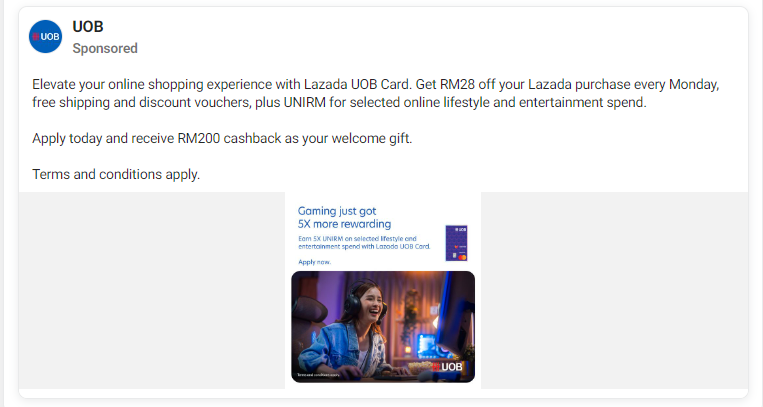 UOB
UOB
Sponsored
Elevate your online shopping experience with Lazada UOB Card. Get RM28 off your Lazada purchase every Monday,
free shipping and discount vouchers, plus UNIRM for selected online lifestyle and entertainment spend.
Apply today and receive RM200 cashback as your welcome gift.
Terms and conditions apply.
Gaming just got
5X more rewarding
Earn 5X UNIRM on selected lifestyle and
entertainment spend with Lazada UOB Card.
Apply now.
UOB
Terms and conditions apply.
UOB